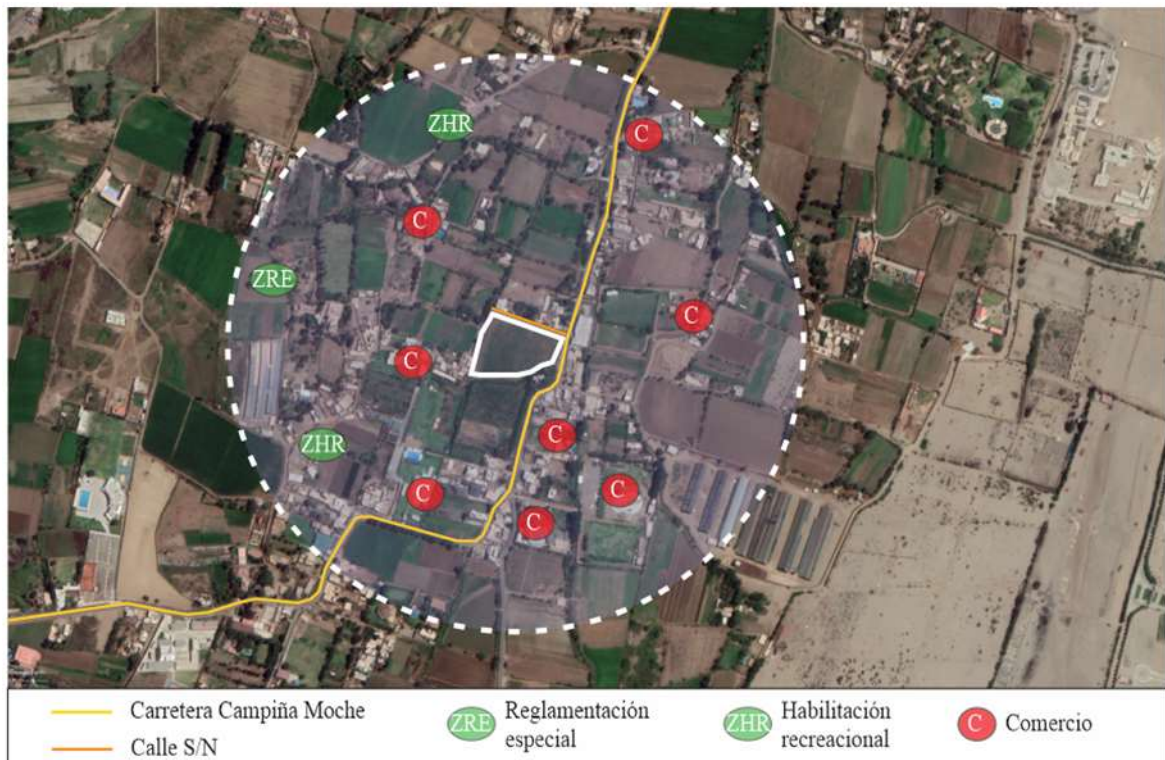 ZHR
C
C
ZRE
C
C
ZHR
C
C
C
C
Carretera Campiña Moche
Calle S/N
ZRE
Reglamentación
especial
ZHR
Habilitación
recreacional
C
Comercio